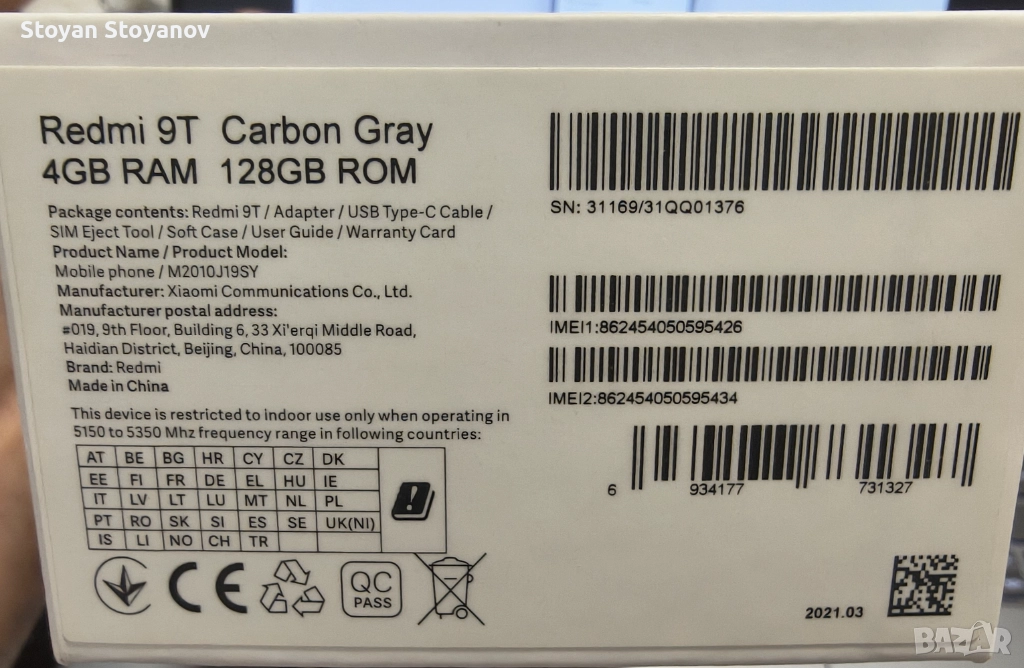 Stoyan Stoyanov
Redmi 9T Carbon Gray
4GB RAM 128GB ROM
Package contents: Redmi 9T / Adapter / USB Type-C Cable /
SIM Eject Tool / Soft Case / User Guide / Warranty Card
Product Name / Product Model:
Mobile phone / M2010J19SY
Manufacturer: Xiaomi Communications Co., Ltd.
Manufacturer postal address:
#019, 9th Floor, Building 6, 33 Xi'erqi Middle Road,
Haidian District, Beijing, China, 100085
Brand: Redmi
Made in China
This device is restricted to indoor use only when operating in
5150 to 5350 Mhz frequency range in following countries:
AT BE BG HR CY CZ DK
EE FI FR DE EL HU IE
IT LV LT LU MT NL PL
PT RO SK SI ES SE UK(NI)
IS LI NO CH TR
CE
QC
PASS
SN: 31169/31QQ01376
IMEI1:862454050595426
IMEI2:862454050595434
6 934177 731327
2021.03
BAZAR